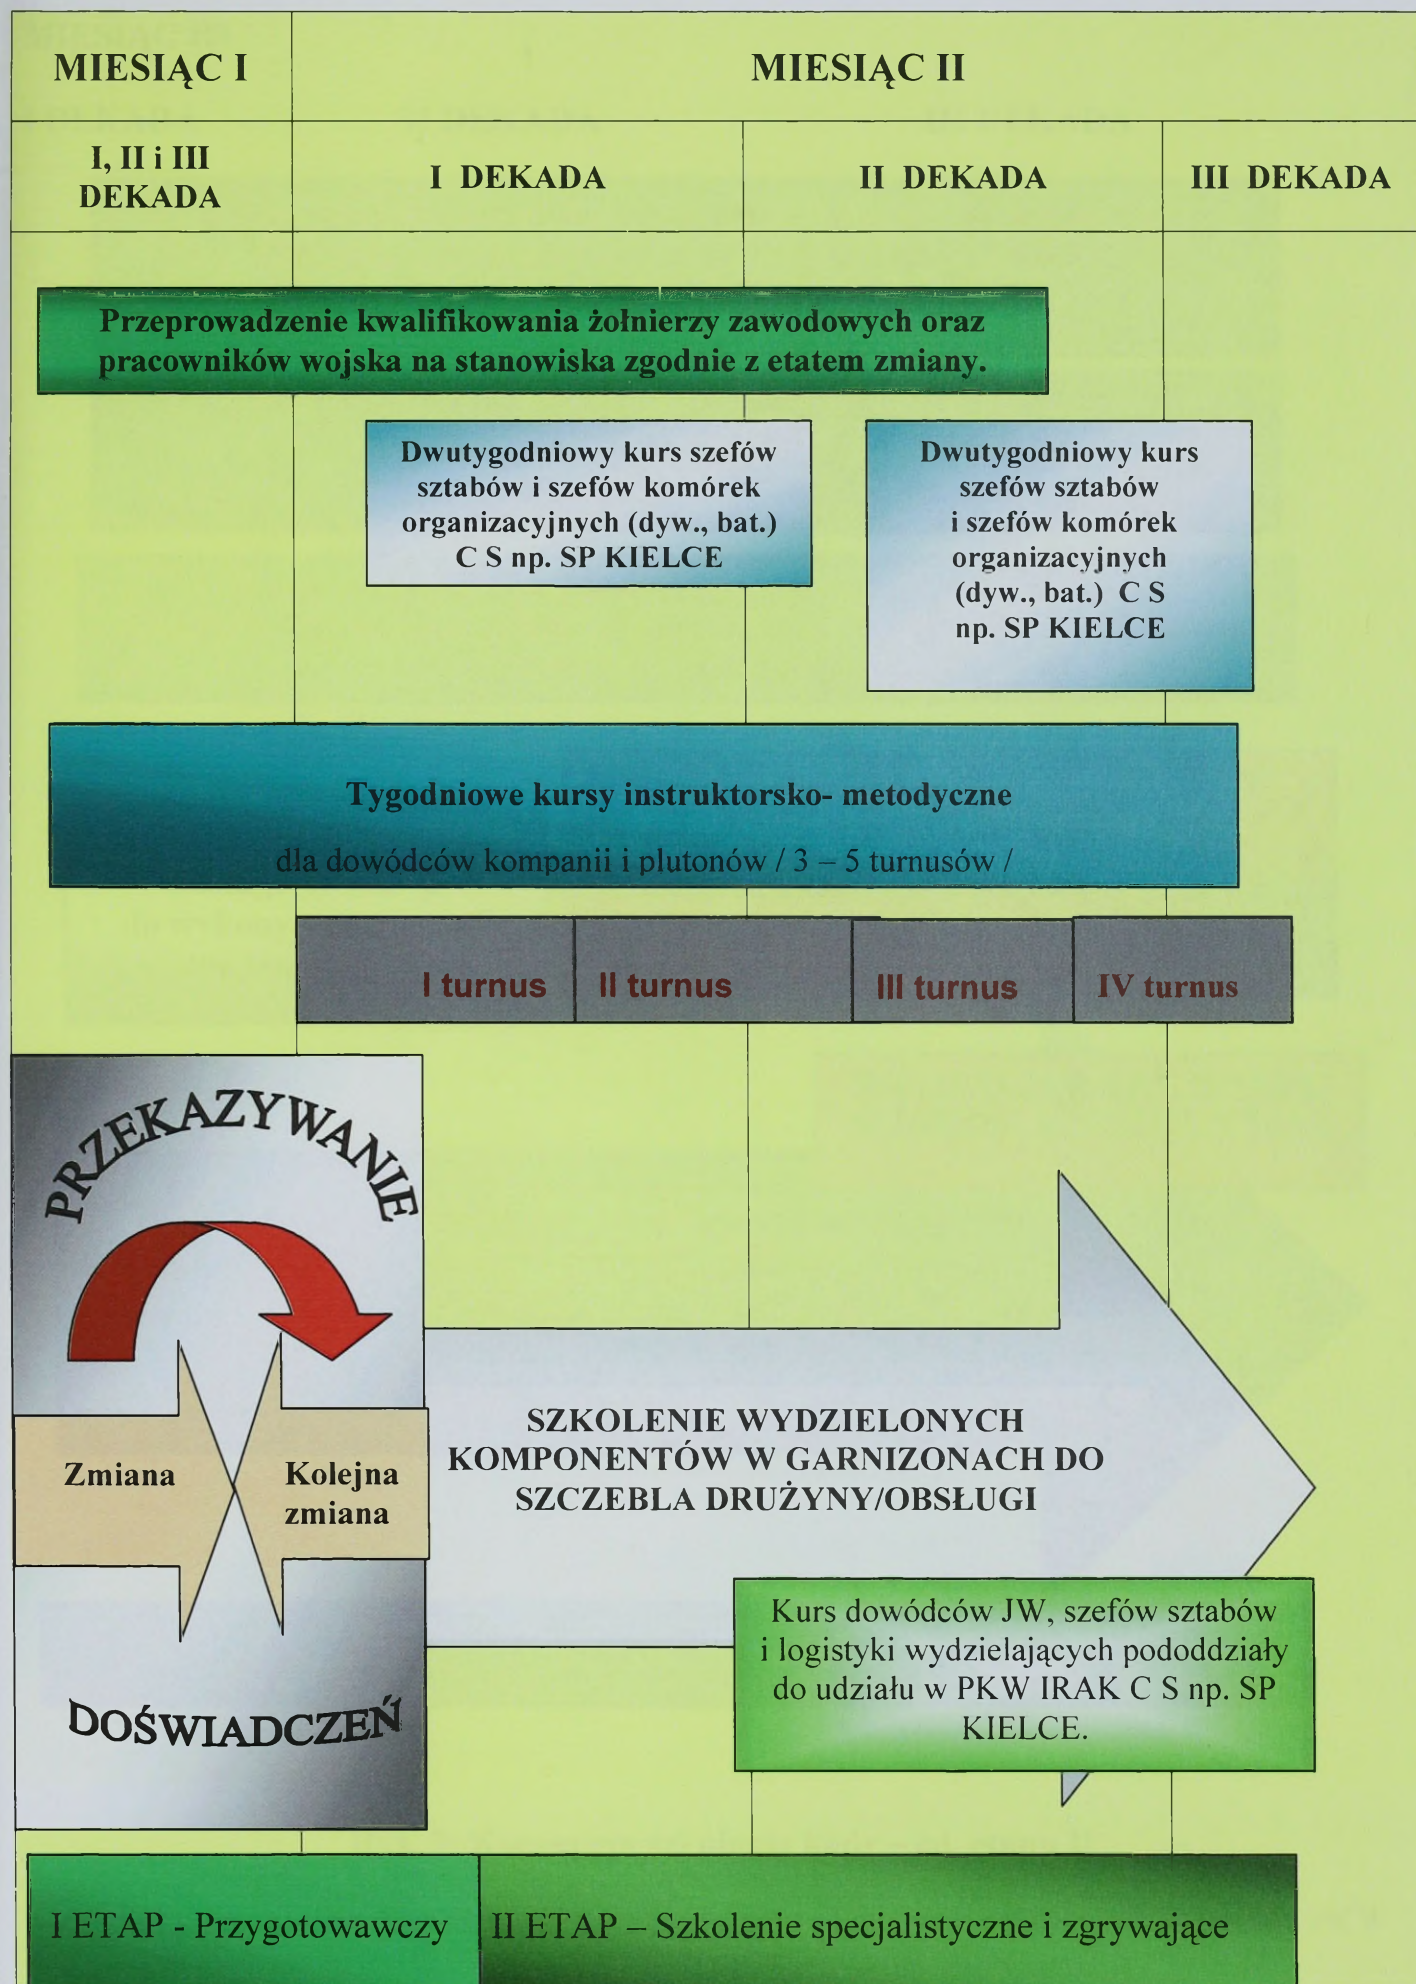 MIESIĄC I
MIESIĄC II
I, II i III
DEKADA
I DEKADA
II DEKADA
III DEKADA
Przeprowadzenie kwalifikowania żołnierzy zawodowych oraz
pracowników wojska na stanowiska zgodnie z etatem zmiany.
Dwutygodniowy kurs szefów
sztabów i szefów komórek
organizacyjnych (dyw., bat.)
C S np. SP KIELCE
Dwutygodniowy kurs
szefów sztabów
i szefów komórek
organizacyjnych
(dyw., bat.) C S
np. SP KIELCE
Tygodniowe kursy instruktorsko- metodyczne
dla dowódców kompanii i plutonów / 3 – 5 turnusów /
I turnus
II turnus
III turnus
IV turnus
PRZEKAZYWANIE
Zmiana
Kolejna
zmiana
DOŚWIADCZEŃ
SZKOLENIE WYDZIELONYCH
KOMPONENTÓW W GARNIZONACH DO
SZCZEBLA DRUŻYNY/OBSŁUGI
Kurs dowódców JW, szefów sztabów
i logistyki wydzielających pododdziały
do udziału w PKW IRAK C S np. SP
KIELCE.
I ETAP - Przygotowawczy
II ETAP – Szkolenie specjalistyczne i zgrywające